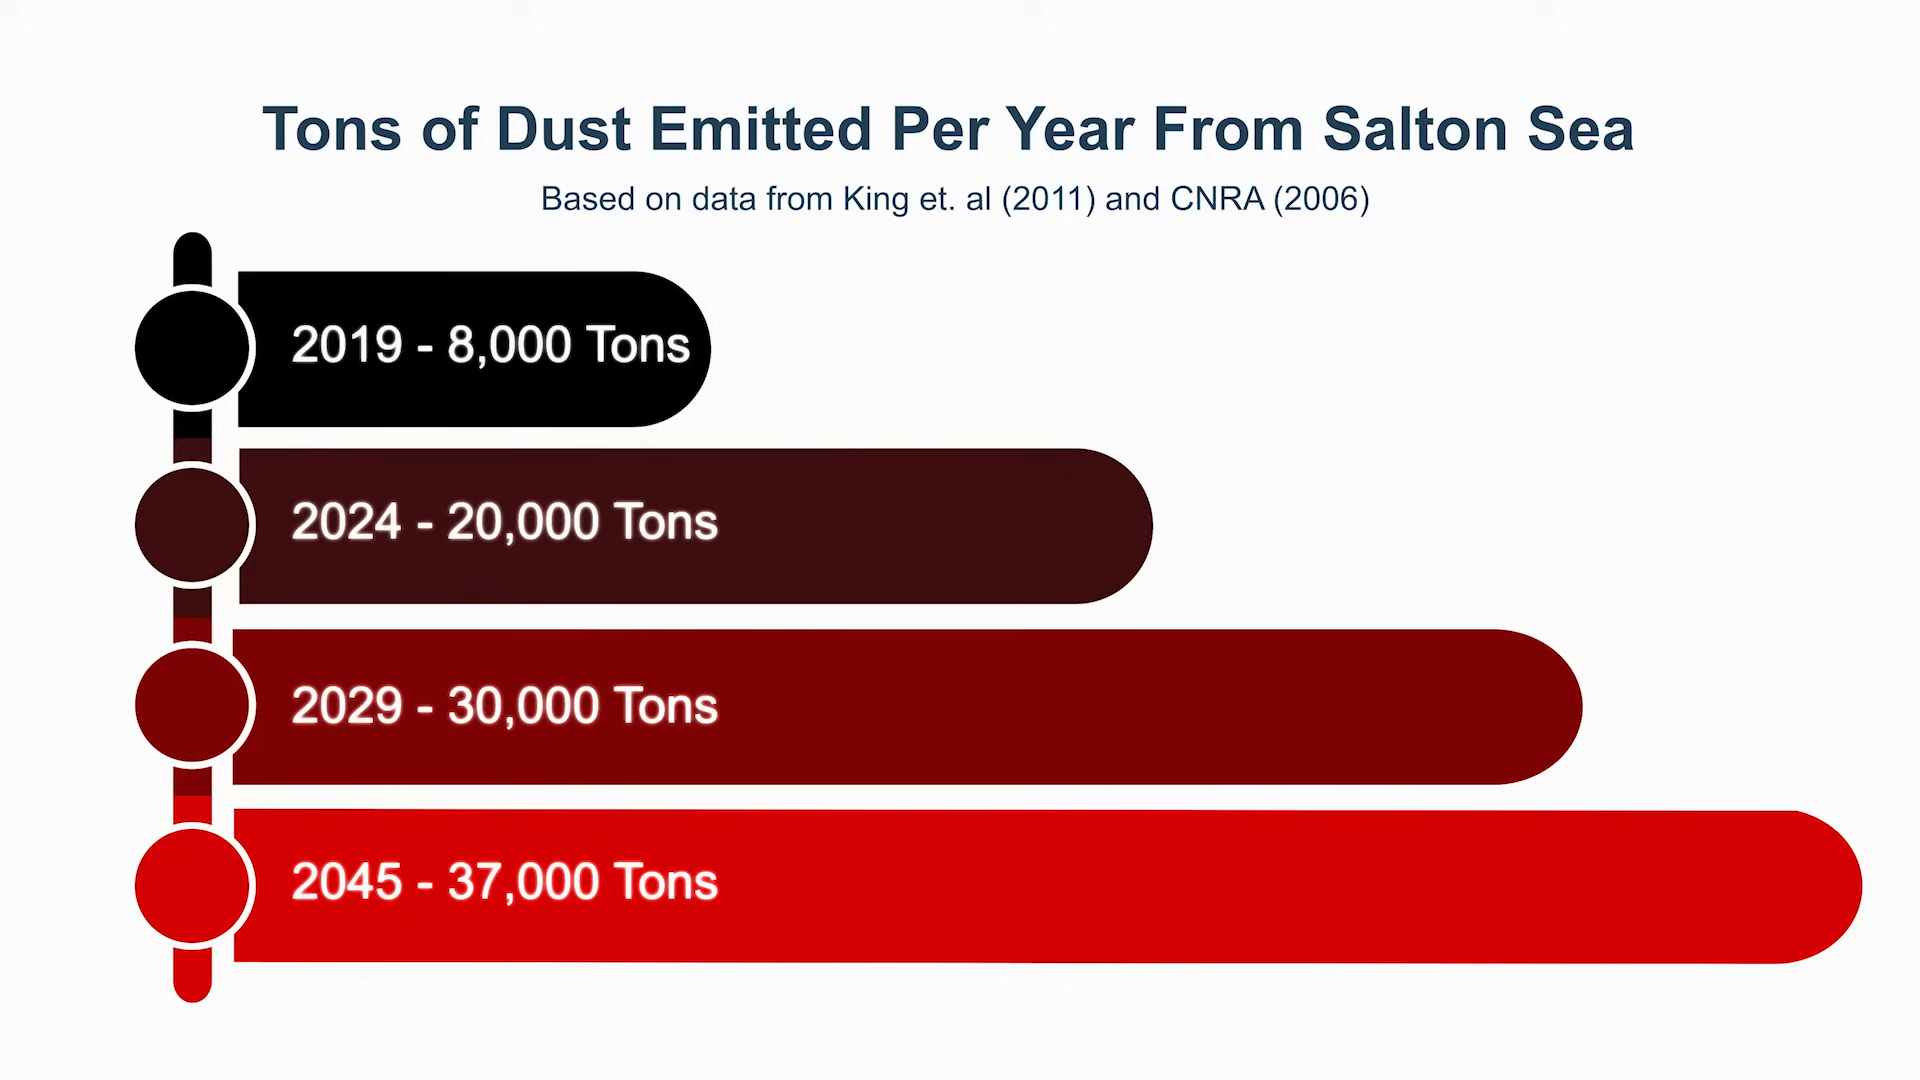 Tons of Dust Emitted Per Year From Salton Sea
Based on data from King et. al (2011) and CNRA (2006)
2019 - 8,000 Tons
2024 - 20,000 Tons
2029 - 30,000 Tons
2045 - 37,000 Tons